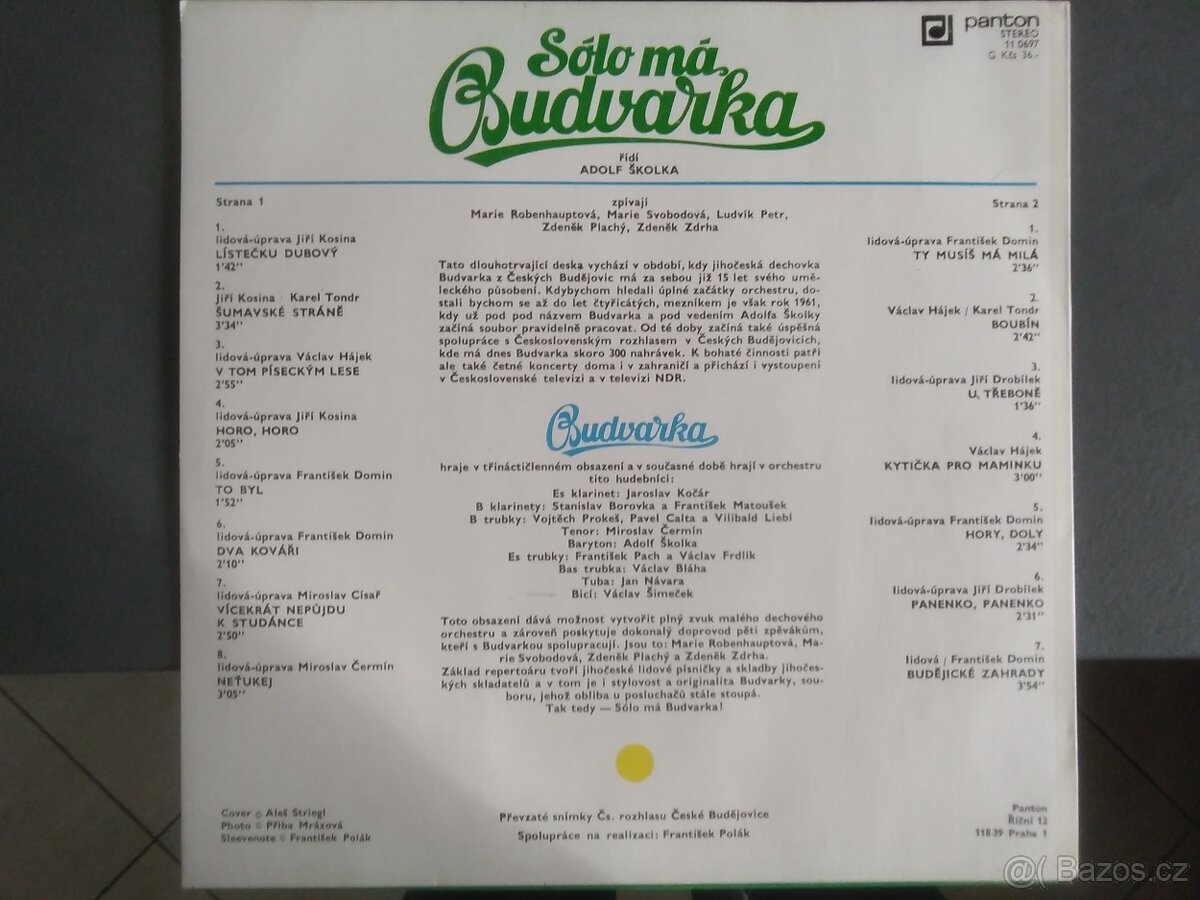 panton
STEREO
11 0697
G Kčs 36.-
Sólo má
Budvarka
řídí
ADOLF ŠKOLKA
Strana 1
1.
lidová-úprava Jiří Kosina
LÍSTEČKU DUBOVÝ
1'42"
2.
Jiří Kosina / Karel Tondr
ŠUMAVSKÉ STRÁNĚ
3'34"
3.
lidová-úprava Václav Hájek
V TOM PÍSECKÝM LESE
2'55"
4.
lidová-úprava Jiří Kosina
HORO, HORO
2'05"
5.
lidová-úprava František Domin
TO BYL
1'52"
6.
lidová-úprava František Domin
DVA KOVÁŘI
2'10"
7.
lidová-úprava Miroslav Císař
VÍCEKRÁT NEPŮJDU
K STUDÁNCE
2'50"
8.
lidová-úprava Miroslav Čermín
NEŤUKEJ
3'05"
zpívají
Marie Robenhauptová, Marie Svobodová, Ludvík Petr,
Zdeněk Plachý, Zdeněk Zdrha
Tato dlouhotrvající deska vychází v období, kdy jihočeská dechovka
Budvarka z Českých Budějovic má za sebou již 15 let svého umě-
leckého působení. Kdybychom hledali úplné začátky orchestru, do-
stali bychom se až do let čtyřicátých, mezníkem je však rok 1961,
kdy už pod pod názvem Budvarka a pod vedením Adolfa Školky
začíná soubor pravidelně pracovat. Od té doby začíná také úspěšná
spolupráce s Československým rozhlasem v Českých Budějovicích,
kde má dnes Budvarka skoro 300 nahrávek. K bohaté činnosti patří
ale také četné koncerty doma i v zahraničí a přichází i vystoupení
v Československé televizi a v televizi NDR.
Budvarka
hraje v třináctičlenném obsazení a v současné době hrají v orchestru
tito hudebníci:
Es klarinet: Jaroslav Kočár
B klarinety: Stanislav Borovka a František Matoušek
B trubky: Vojtěch Prokeš, Pavel Calta a Vilibald Liebl
Tenor: Miroslav Čermín
Baryton: Adolf Školka
Es trubky: František Pach a Václav Frdlík
Bas trubka: Václav Bláha
Tuba: Jan Návara
Bicí: Václav Šimeček
Toto obsazení dává možnost vytvořit plný zvuk malého dechového
orchestru a zároveň poskytuje dokonalý doprovod pěti zpěvákům,
kteří s Budvarkou spolupracují. Jsou to: Marie Robenhauptová, Ma-
rie Svobodová, Zdeněk Plachý a Zdeněk Zdrha.
Základ repertoáru tvoří jihočeské lidové písničky a skladby jihočes-
kých skladatelů a v tom je i stylovost a originalita Budvarky, sou-
boru, jehož obliba u posluchačů stále stoupá.
Tak tedy — Sólo má Budvarka!
Strana 2
1.
lidová-úprava František Domin
TY MUSÍŠ MÁ MILÁ
2'36"
2.
Václav Hájek / Karel Tondr
BOUBÍN
2'42"
3.
lidová-úprava Jiří Drobílek
U TŘEBONĚ
1'36"
4.
Václav Hájek
KYTIČKA PRO MAMINKU
3'00"
5.
lidová-úprava František Domin
HORY, DOLY
2'34"
6.
lidová-úprava Jiří Drobílek
PANENKO, PANENKO
2'31"
7.
lidová / František Domin
BUDĚJICKÉ ZAHRADY
3'54"
Cover © Aleš Striegl
Photo © Přiba Mrázová
Sleevenote © František Polák
Převzaté snímky Čs. rozhlasu České Budějovice
Spolupráce na realizaci: František Polák
Panton
Říční 12
118 39 Praha 1
@( Bazos.cz